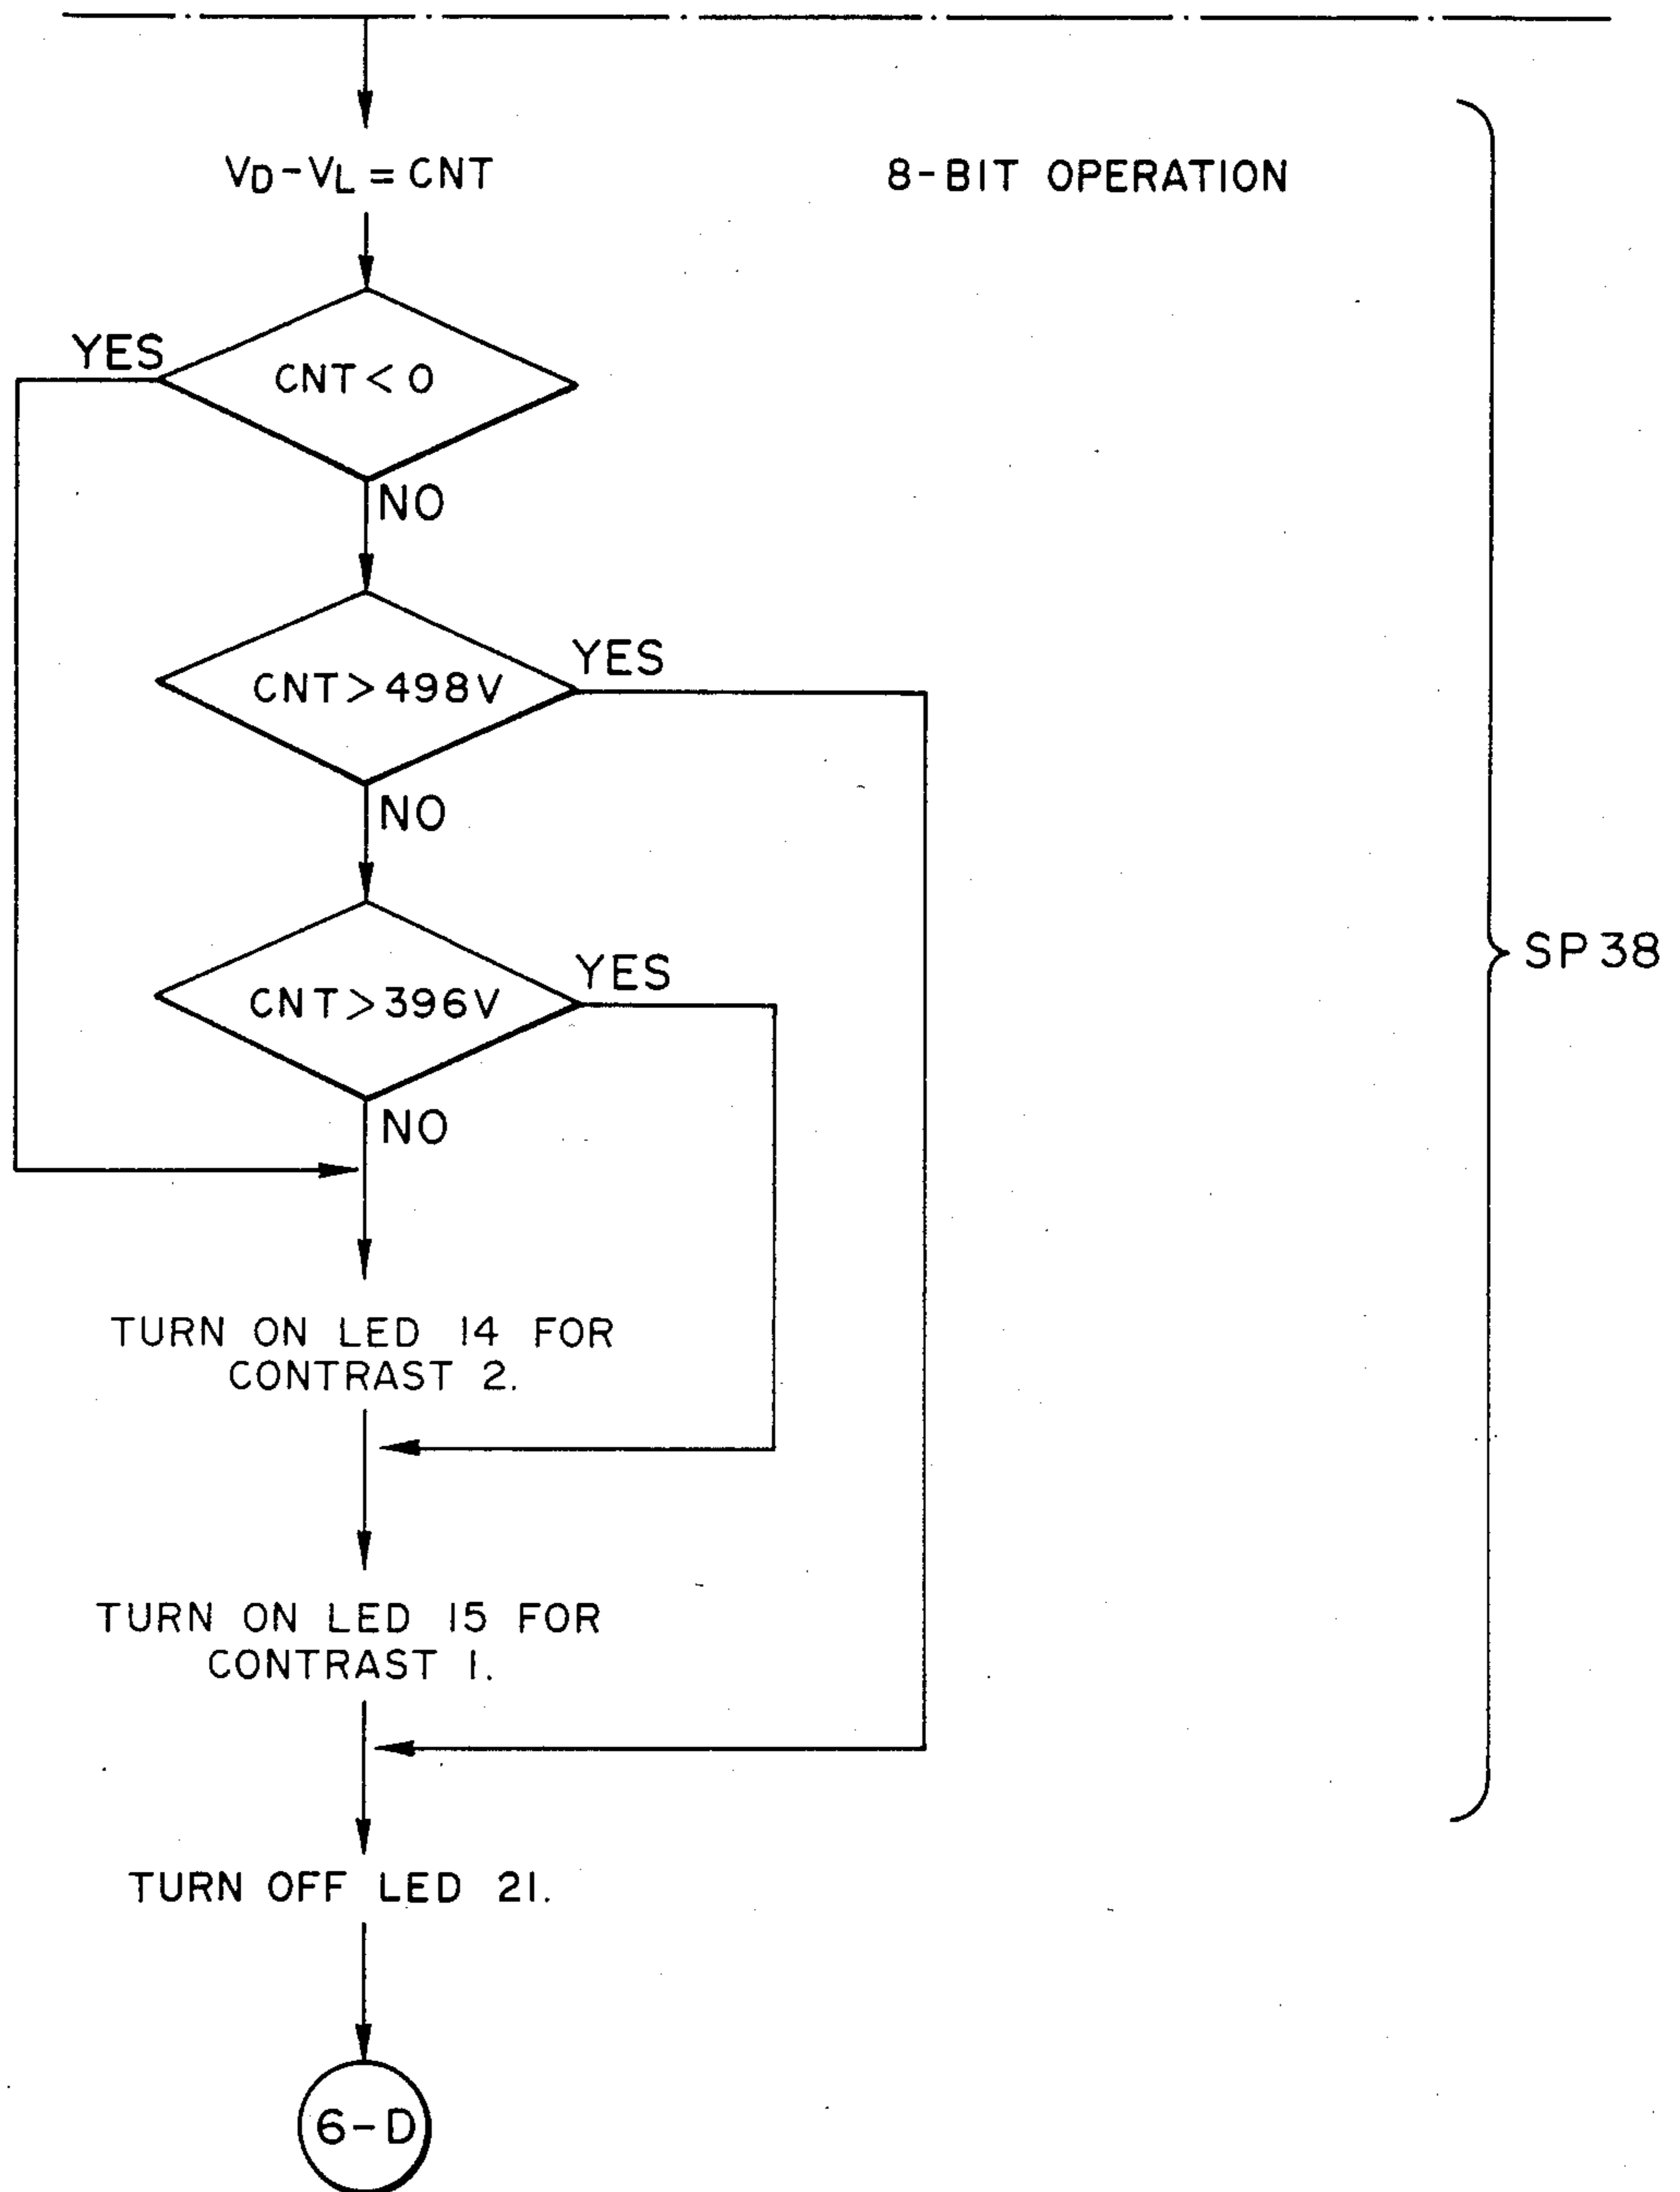 VD-VL = CNT
8-BIT OPERATION
YES
CNT < 0
NO
YES
CNT > 498V
NO
SP38
YES
CNT > 396V
NO
TURN ON LED 14 FOR
CONTRAST 2.
TURN ON LED 15 FOR
CONTRAST 1.
TURN OFF LED 21.
6-D